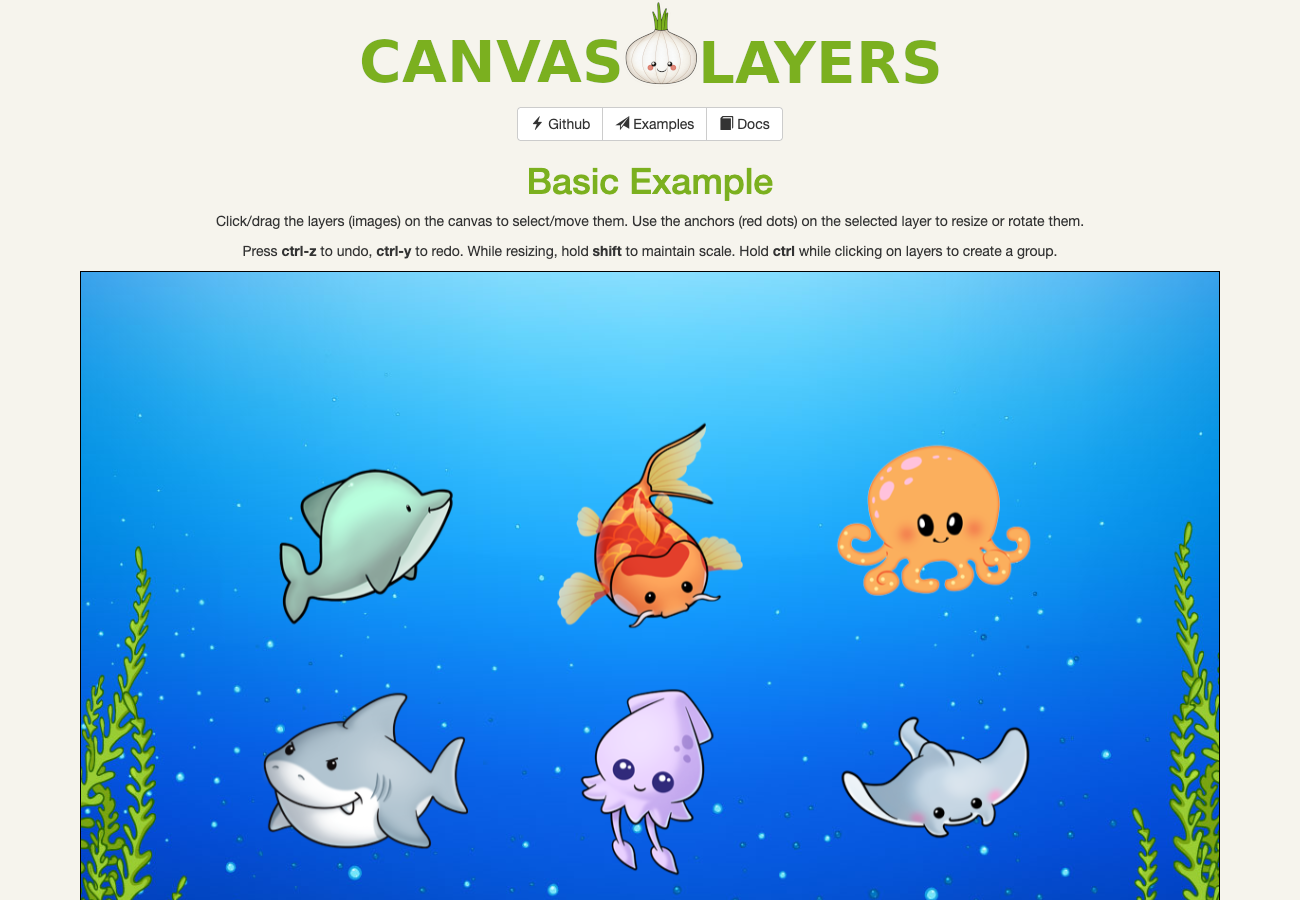 CANVAS LAYERS
Github Examples Docs
Basic Example
Click/drag the layers (images) on the canvas to select/move them. Use the anchors (red dots) on the selected layer to resize or rotate them.
Press ctrl-z to undo, ctrl-y to redo. While resizing, hold shift to maintain scale. Hold ctrl while clicking on layers to create a group.